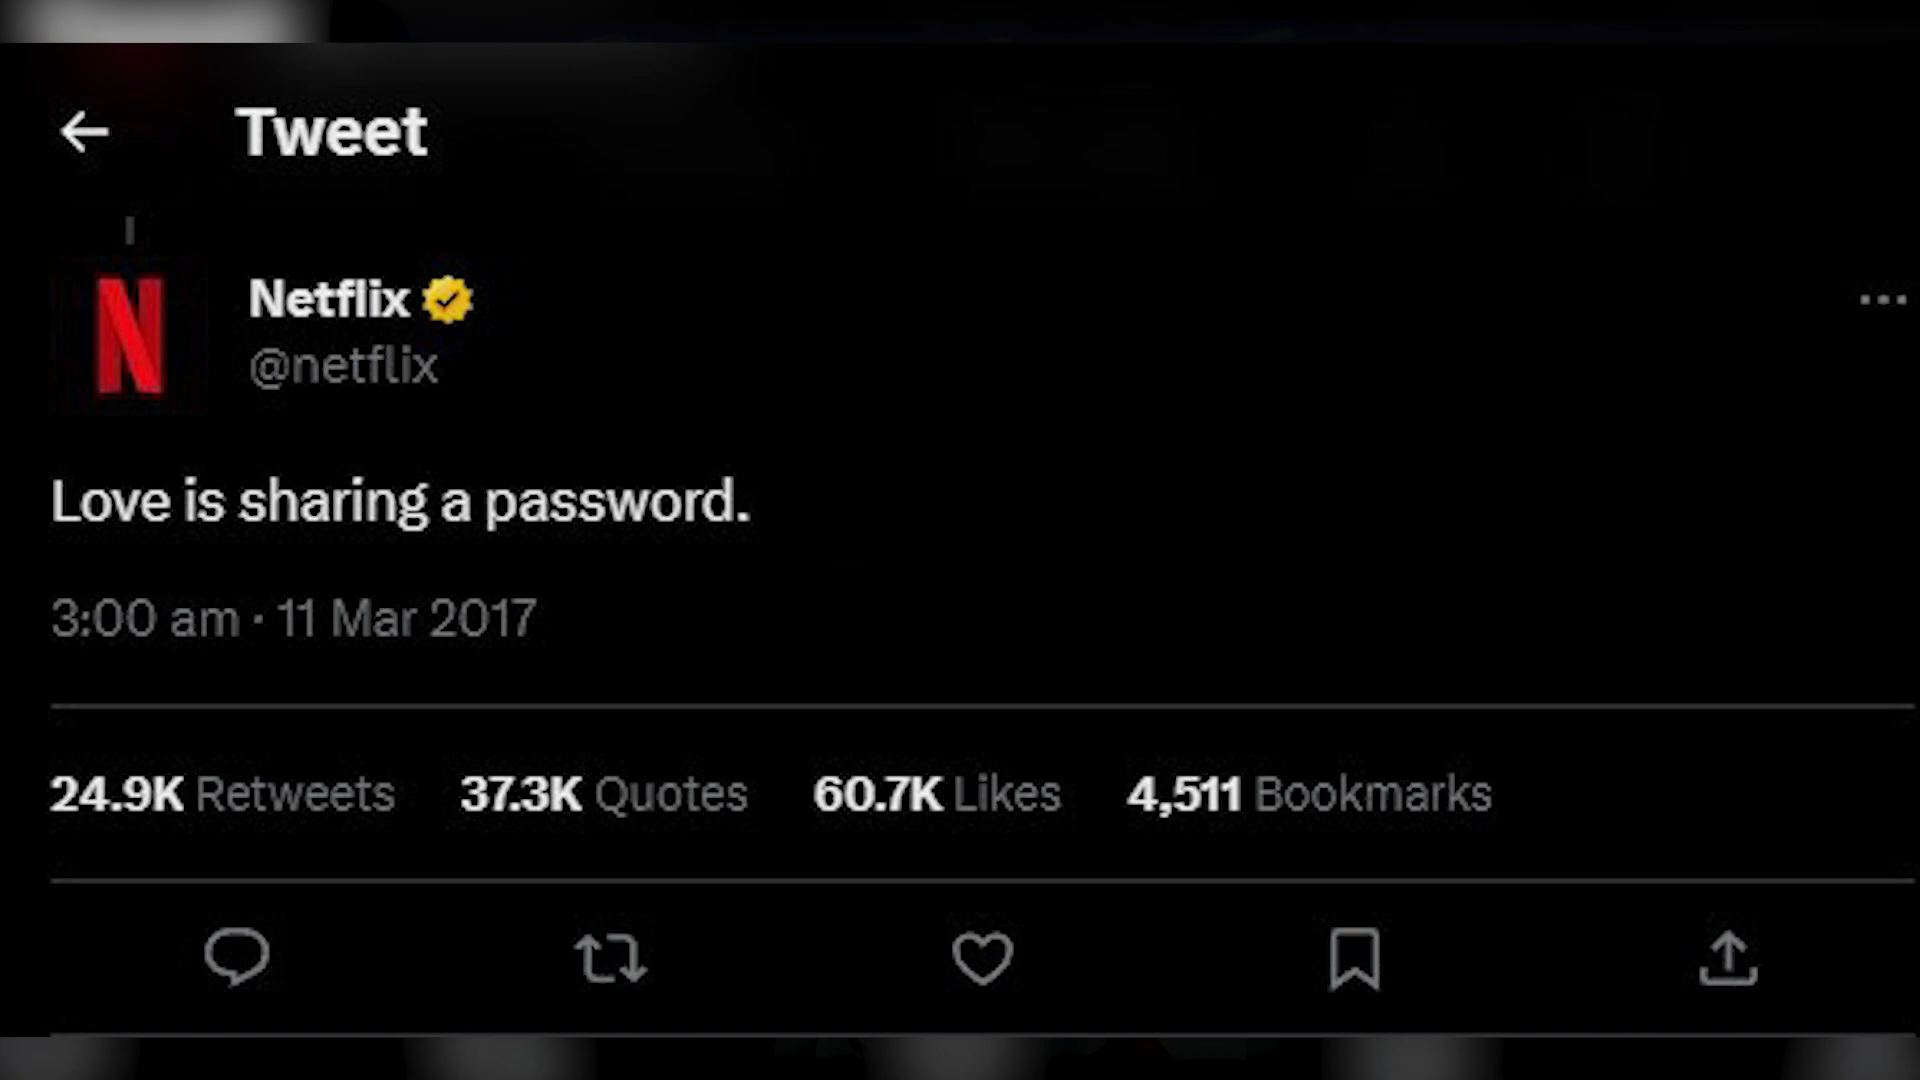 Tweet
Netflix
@netflix
Love is sharing a password.
3:00 am · 11 Mar 2017
24.9K Retweets 37.3K Quotes 60.7K Likes 4,511 Bookmarks